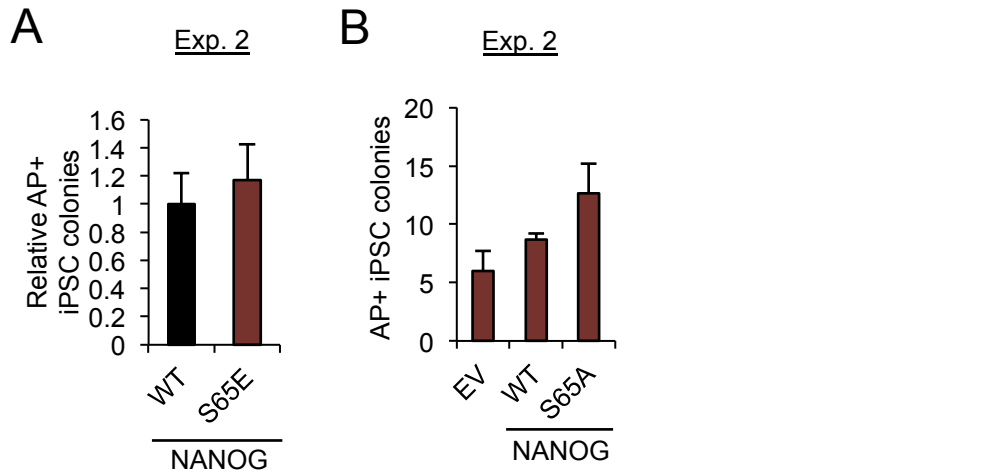 A
Exp. 2
Relative AP+
iPSC colonies
1.6
1.4
1.2
1
0.8
0.6
0.4
0.2
0
WT
S65E
NANOG
B
Exp. 2
AP+ iPSC colonies
20
15
10
5
0
EV
WT
S65A
NANOG